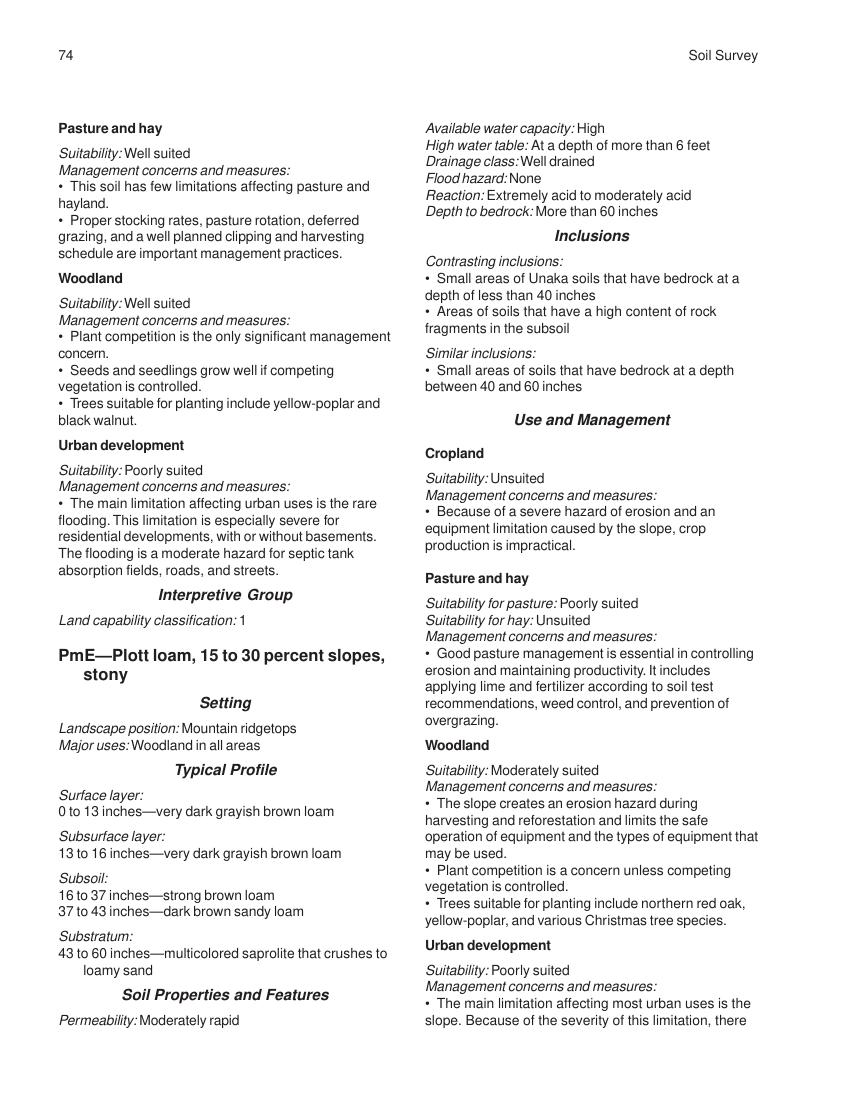 74
Soil Survey
Pasture and hay
Suitability: Well suited
Management concerns and measures:
• This soil has few limitations affecting pasture and
hayland.
• Proper stocking rates, pasture rotation, deferred
grazing, and a well planned clipping and harvesting
schedule are important management practices.
Woodland
Suitability: Well suited
Management concerns and measures:
• Plant competition is the only significant management
concern.
• Seeds and seedlings grow well if competing
vegetation is controlled.
• Trees suitable for planting include yellow-poplar and
black walnut.
Urban development
Suitability: Poorly suited
Management concerns and measures:
• The main limitation affecting urban uses is the rare
flooding. This limitation is especially severe for
residential developments, with or without basements.
The flooding is a moderate hazard for septic tank
absorption fields, roads, and streets.
Interpretive Group
Land capability classification: 1
PmE—Plott loam, 15 to 30 percent slopes,
stony
Setting
Landscape position: Mountain ridgetops
Major uses: Woodland in all areas
Typical Profile
Surface layer:
0 to 13 inches—very dark grayish brown loam
Subsurface layer:
13 to 16 inches—very dark grayish brown loam
Subsoil:
16 to 37 inches—strong brown loam
37 to 43 inches—dark brown sandy loam
Substratum:
43 to 60 inches—multicolored saprolite that crushes to
loamy sand
Soil Properties and Features
Permeability: Moderately rapid
Available water capacity: High
High water table: At a depth of more than 6 feet
Drainage class: Well drained
Flood hazard: None
Reaction: Extremely acid to moderately acid
Depth to bedrock: More than 60 inches
Inclusions
Contrasting inclusions:
• Small areas of Unaka soils that have bedrock at a
depth of less than 40 inches
• Areas of soils that have a high content of rock
fragments in the subsoil
Similar inclusions:
• Small areas of soils that have bedrock at a depth
between 40 and 60 inches
Use and Management
Cropland
Suitability: Unsuited
Management concerns and measures:
• Because of a severe hazard of erosion and an
equipment limitation caused by the slope, crop
production is impractical.
Pasture and hay
Suitability for pasture: Poorly suited
Suitability for hay: Unsuited
Management concerns and measures:
• Good pasture management is essential in controlling
erosion and maintaining productivity. It includes
applying lime and fertilizer according to soil test
recommendations, weed control, and prevention of
overgrazing.
Woodland
Suitability: Moderately suited
Management concerns and measures:
• The slope creates an erosion hazard during
harvesting and reforestation and limits the safe
operation of equipment and the types of equipment that
may be used.
• Plant competition is a concern unless competing
vegetation is controlled.
• Trees suitable for planting include northern red oak,
yellow-poplar, and various Christmas tree species.
Urban development
Suitability: Poorly suited
Management concerns and measures:
• The main limitation affecting most urban uses is the
slope. Because of the severity of this limitation, there